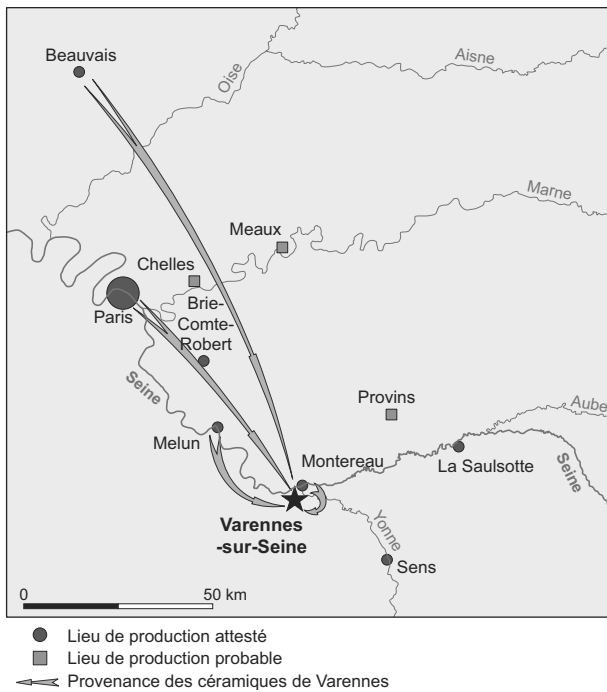 Beauvais
Oise
Aisne
Marne
Meaux
Chelles
Brie-
Comte-
Robert
Paris
Seine
Provins
Aube
Melun
Montereau
La Saulsotte
Seine
Varennes
-sur-Seine
Yonne
Sens
0 50 km
Lieu de production attesté
Lieu de production probable
Provenance des céramiques de Varennes